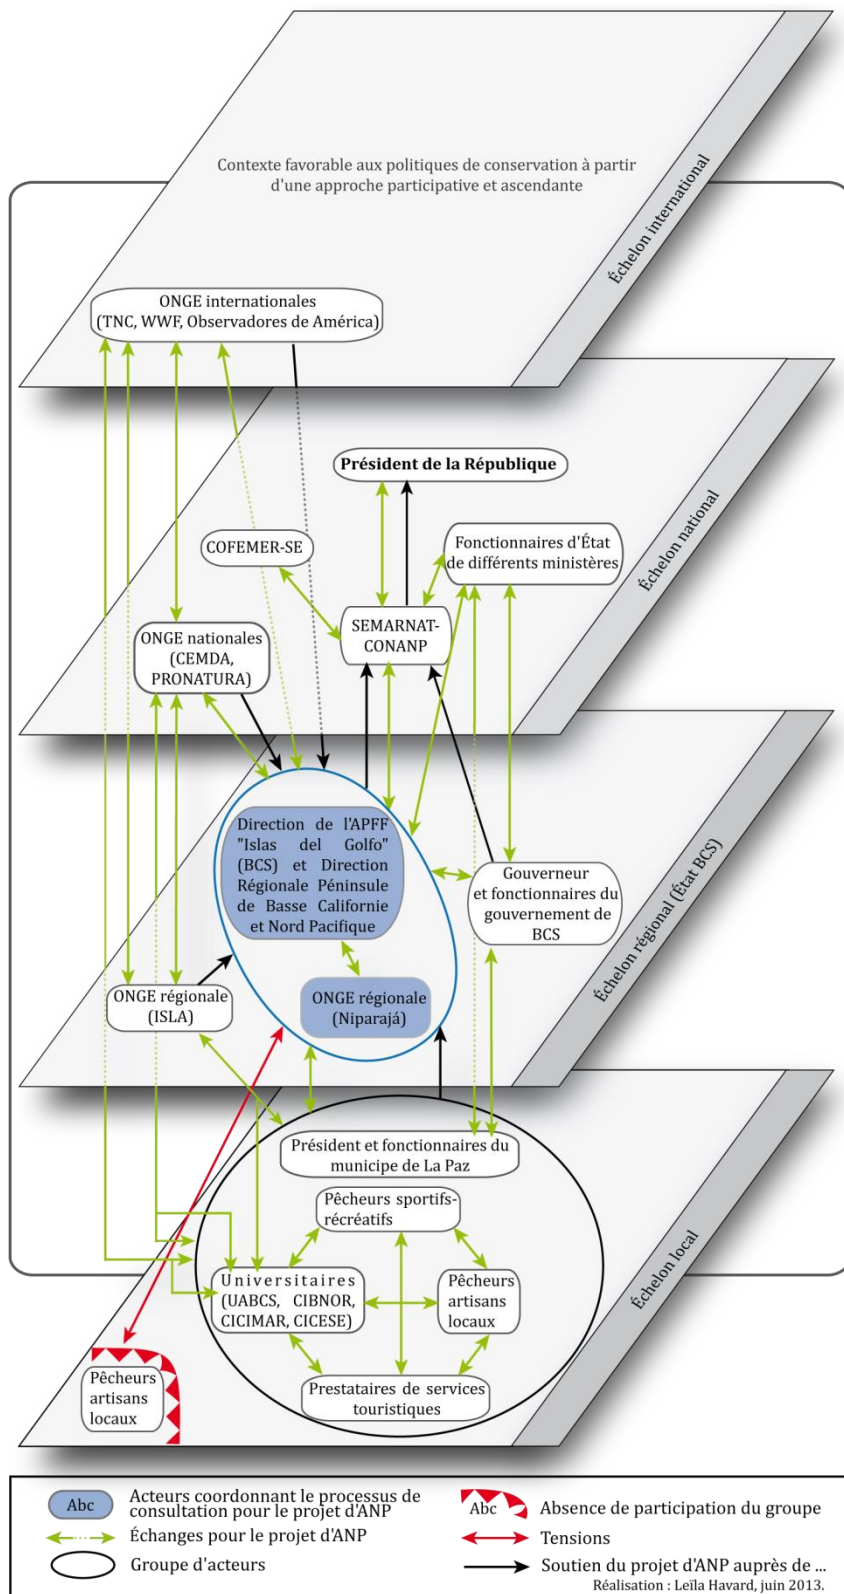 Contexte favorable aux politiques de conservation à partir
d'une approche participative et ascendante
Échelon international
ONGE internationales
(TNC, WWF, Observadores de América)
Président de la République
COFEMER-SE
Fonctionnaires d'État
de différents ministères
Échelon national
SEMARNAT-
CONANP
ONGE nationales
(CEMDA,
PRONATURA)
Direction de l'APFF
"Islas del Golfo"
(BCS) et Direction
Régionale Péninsule
de Basse Californie
et Nord Pacifique
Gouverneur
et fonctionnaires du
gouvernement de
BCS
Échelon régional (État BCS)
ONGE régionale
(ISLA)
ONGE régionale
(Niparajá)
Président et fonctionnaires du
municipe de La Paz
Pêcheurs sportifs-
récréatifs
Universitaires
(UABCS, CIBNOR,
CICIMAR, CICESE)
Pêcheurs
artisans
locaux
Échelon local
Prestataires de services
touristiques
Pêcheurs
artisans
locaux
Abc
Acteurs coordonnant le processus de
consultation pour le projet d'ANP
Échanges pour le projet d'ANP
Groupe d'acteurs
Abc
Absence de participation du groupe
Tensions
Soutien du projet d'ANP auprès de ...
Réalisation : Leïla Havard, juin 2013.